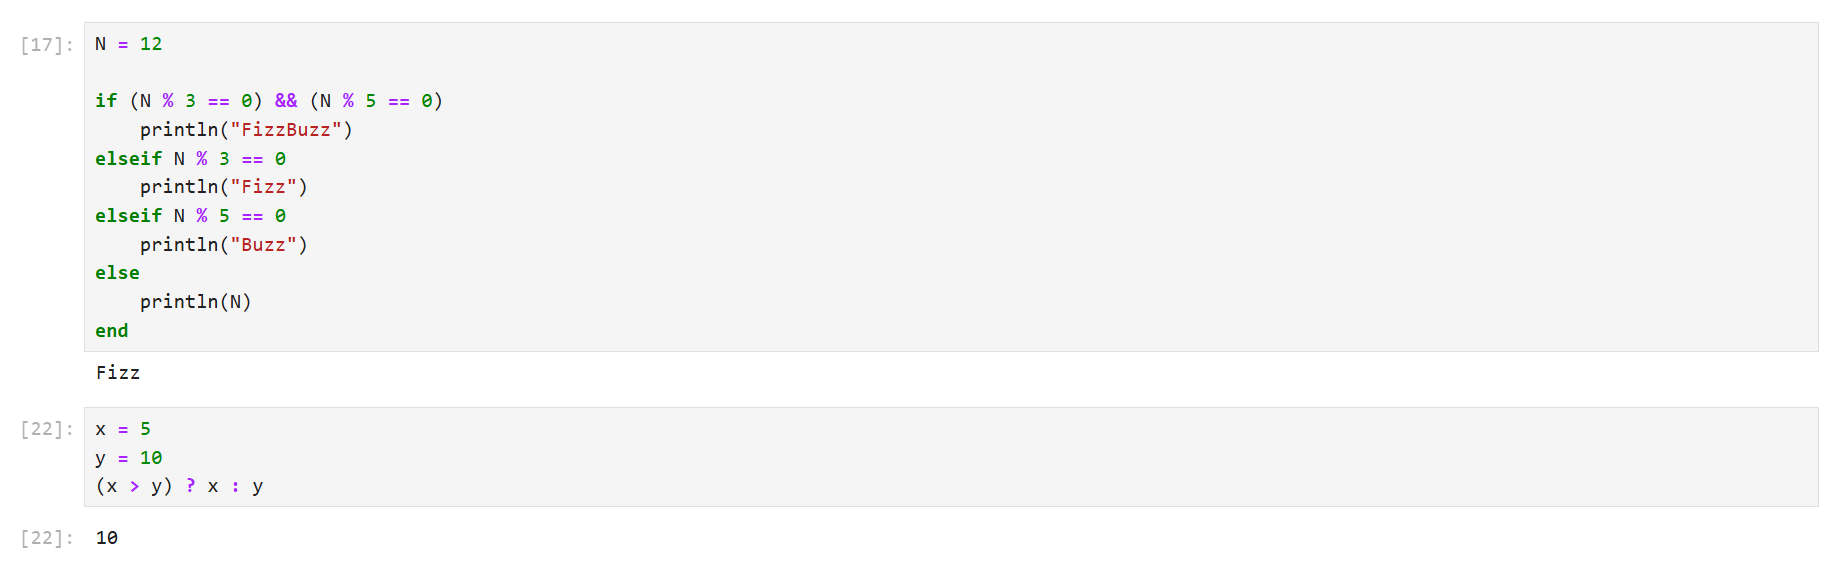 [17]: N = 12

if (N % 3 == 0) && (N % 5 == 0)
    println("FizzBuzz")
elseif N % 3 == 0
    println("Fizz")
elseif N % 5 == 0
    println("Buzz")
else
    println(N)
end
Fizz
[22]: x = 5
y = 10
(x > y) ? x : y
[22]: 10